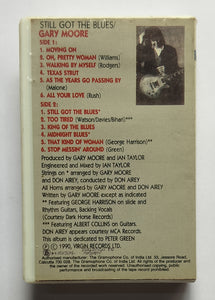 STILL GOT THE BLUES/
GARY MOORE
SIDE 1:
1. MOVING ON
2. OH, PRETTY WOMAN (Williams)
3. WALKING BY MYSELF (Rodgers)
4. TEXAS STRUT
5. AS THE YEARS GO PASSING BY
(Malone)
6. ALL YOUR LOVE (Rush)
SIDE 2:
1. STILL GOT THE BLUES*
2. TOO TIRED (Watson/Davies/Bihari)***
3. KING OF THE BLUES
4. MIDNIGHT BLUES*
5. THAT KIND OF WOMAN (George Harrison)**
6. STOP MESSIN' AROUND (Green)
Produced by GARY MOORE and IAN TAYLOR
Engineered and Mixed by IAN TAYLOR
Strings on * arranged by GARY MOORE and
DON AIREY, conducted by DON AIREY
All Horns arranged by GARY MOORE and DON AIREY
Songs by GARY MOORE except where stated
**Featuring GEORGE HARRISON on slide and
Rhythm Guitars, Backing Vocals
(Courtesy Dark Horse Records)
***Featuring ALBERT COLLINS on Guitars.
DON AIREY appears courtesy MCA Records.
This album is dedicated to PETER GREEN
℗ 1990, VIRGIN RECORDS LTD.